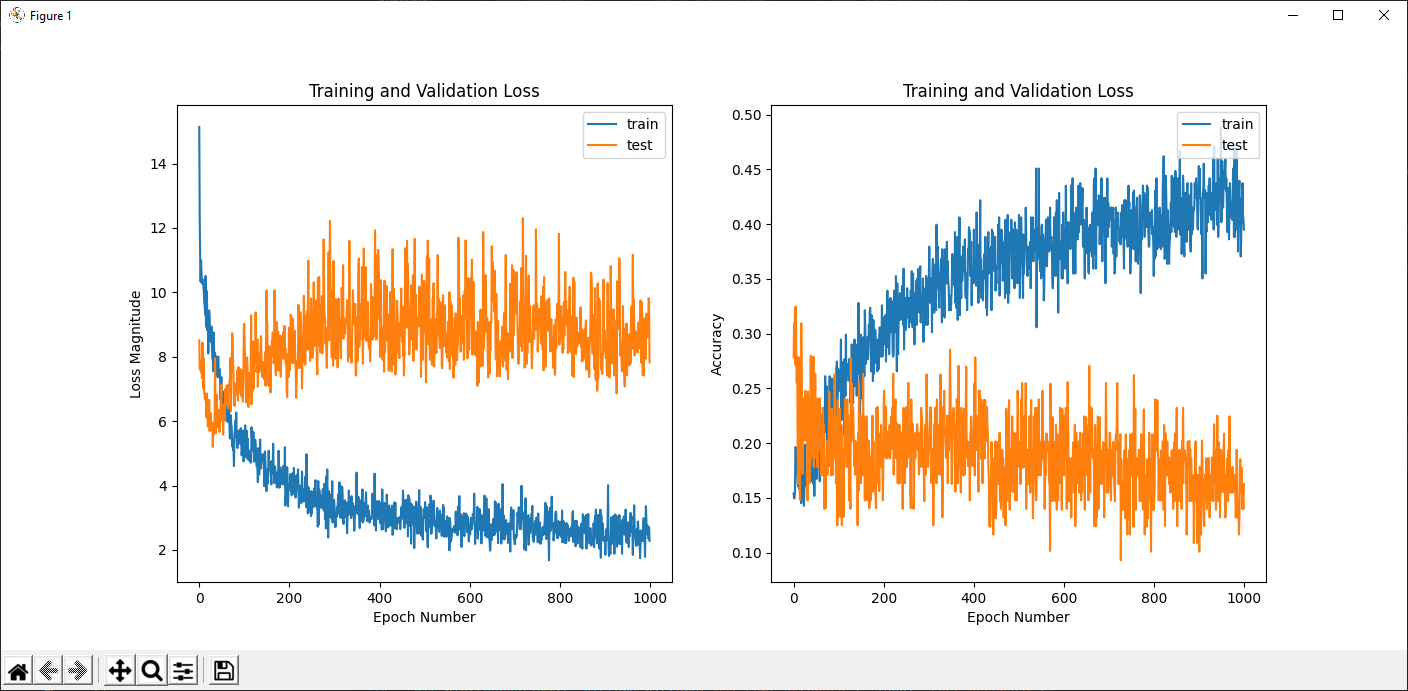 Figure 1
Training and Validation Loss
train
test
14
12
10
8
6
4
2
Loss Magnitude
0 200 400 600 800 1000
Epoch Number
Training and Validation Loss
train
test
0.50
0.45
0.40
0.35
0.30
0.25
0.20
0.15
0.10
Accuracy
0 200 400 600 800 1000
Epoch Number